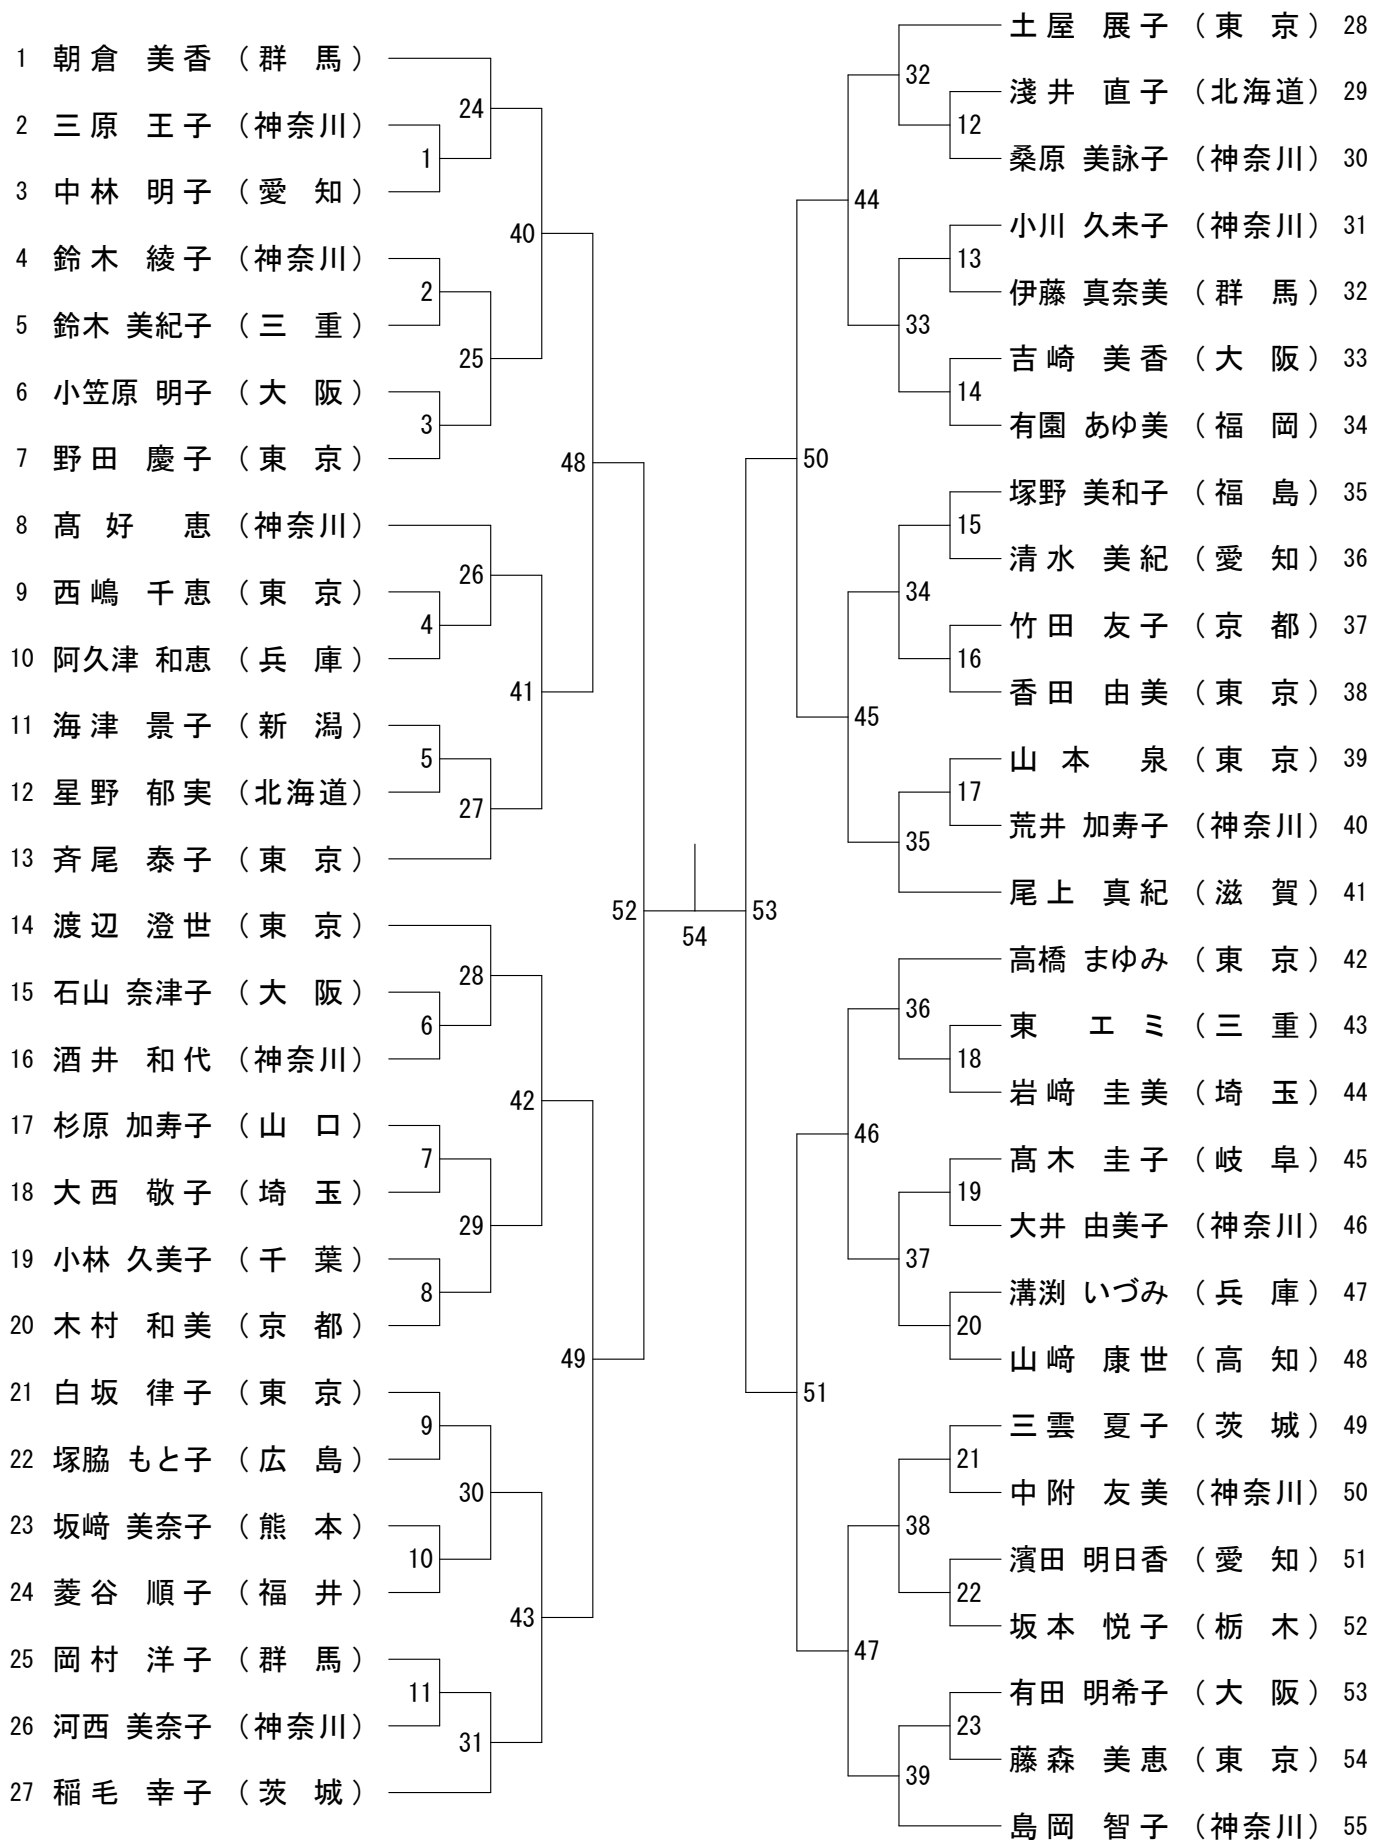 1 朝倉 美香 (群 馬)
2 三原 王子 (神奈川)
3 中林 明子 (愛 知)
4 鈴木 綾子 (神奈川)
5 鈴木 美紀子 (三 重)
6 小笠原 明子 (大 阪)
7 野田 慶子 (東 京)
8 髙好 恵 (神奈川)
9 西嶋 千恵 (東 京)
10 阿久津 和恵 (兵 庫)
11 海津 景子 (新 潟)
12 星野 郁実 (北海道)
13 斉尾 泰子 (東 京)
14 渡辺 澄世 (東 京)
15 石山 奈津子 (大 阪)
16 酒井 和代 (神奈川)
17 杉原 加寿子 (山 口)
18 大西 敬子 (埼 玉)
19 小林 久美子 (千 葉)
20 木村 和美 (京 都)
21 白坂 律子 (東 京)
22 塚脇 もと子 (広 島)
23 坂﨑 美奈子 (熊 本)
24 菱谷 順子 (福 井)
25 岡村 洋子 (群 馬)
26 河西 美奈子 (神奈川)
27 稲毛 幸子 (茨 城)
1
2
3
4
5
6
7
8
9
10
11
24
25
26
27
28
29
30
31
40
41
42
43
48
49
52
54
53
50
51
44
45
46
47
32
33
34
35
36
37
38
39
12
13
14
15
16
17
18
19
20
21
22
23
土屋 展子 (東 京) 28
淺井 直子 (北海道) 29
桑原 美詠子 (神奈川) 30
小川 久未子 (神奈川) 31
伊藤 真奈美 (群 馬) 32
吉崎 美香 (大 阪) 33
有園 あゆ美 (福 岡) 34
塚野 美和子 (福 島) 35
清水 美紀 (愛 知) 36
竹田 友子 (京 都) 37
香田 由美 (東 京) 38
山本 泉 (東 京) 39
荒井 加寿子 (神奈川) 40
尾上 真紀 (滋 賀) 41
高橋 まゆみ (東 京) 42
東 エミ (三 重) 43
岩﨑 圭美 (埼 玉) 44
髙木 圭子 (岐 阜) 45
大井 由美子 (神奈川) 46
溝渕 いづみ (兵 庫) 47
山﨑 康世 (高 知) 48
三雲 夏子 (茨 城) 49
中附 友美 (神奈川) 50
濱田 明日香 (愛 知) 51
坂本 悦子 (栃 木) 52
有田 明希子 (大 阪) 53
藤森 美恵 (東 京) 54
島岡 智子 (神奈川) 55